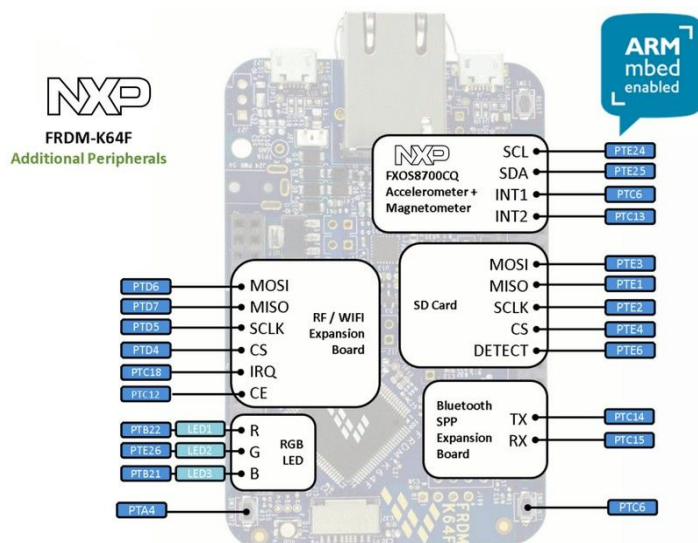 NXP
FRDM-K64F
Additional Peripherals
ARM
mbed
enabled
NXP
FXOS8700CQ
Accelerometer +
Magnetometer
SCL PTE24
SDA PTE25
INT1 PTC6
INT2 PTC13
PTD6 MOSI
PTD7 MISO
PTD5 SCLK
PTD4 CS
PTC18 IRQ
PTC12 CE
RF / WIFI
Expansion
Board
SD Card
MOSI PTE3
MISO PTE1
SCLK PTE2
CS PTE4
DETECT PTE6
Bluetooth
SPP
Expansion
Board
TX PTC14
RX PTC15
PTB22 LED1 R
PTE26 LED2 G
PTB21 LED3 B
RGB
LED
PTA4
PTC6
FRDM
K64F